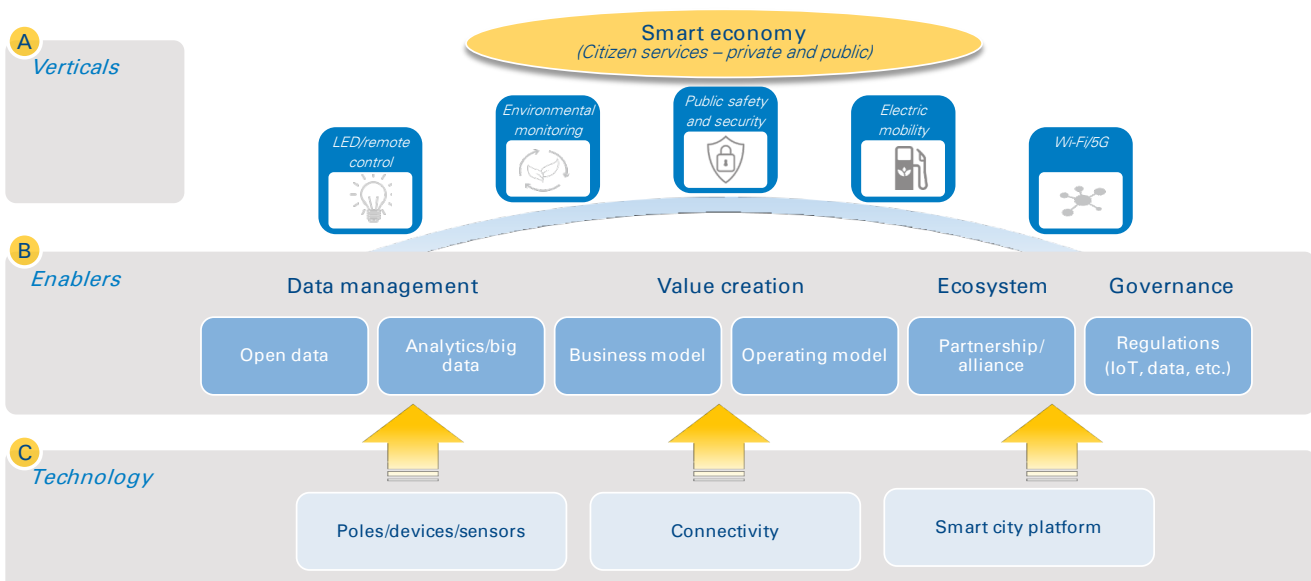 A
Verticals
Smart economy
(Citizen services – private and public)
LED/remote
control
Environmental
monitoring
Public safety
and security
Electric
mobility
Wi-Fi/5G
B
Enablers
Data management
Value creation
Ecosystem
Governance
Open data
Analytics/big
data
Business model
Operating model
Partnership/
alliance
Regulations
(IoT, data, etc.)
C
Technology
Poles/devices/sensors
Connectivity
Smart city platform